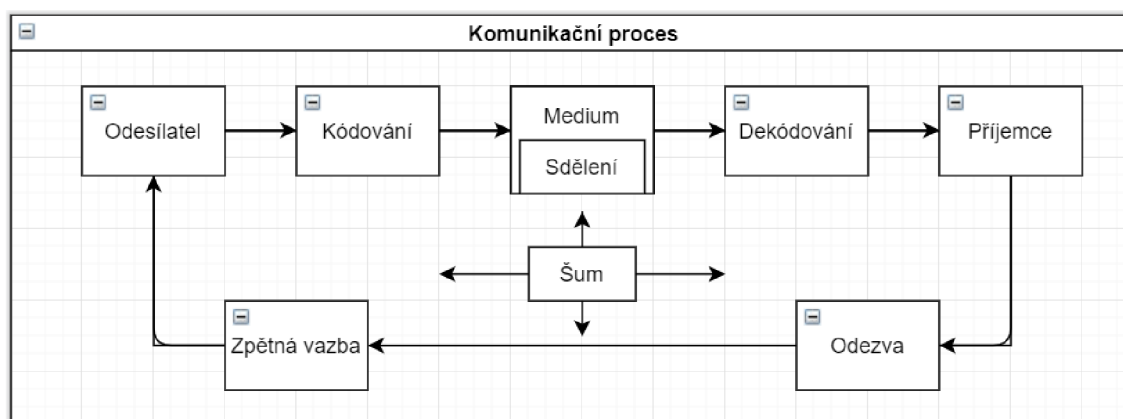 Komunikační proces
Odesílatel
Kódování
Medium
Sdělení
Dekódování
Příjemce
Šum
Zpětná vazba
Odezva